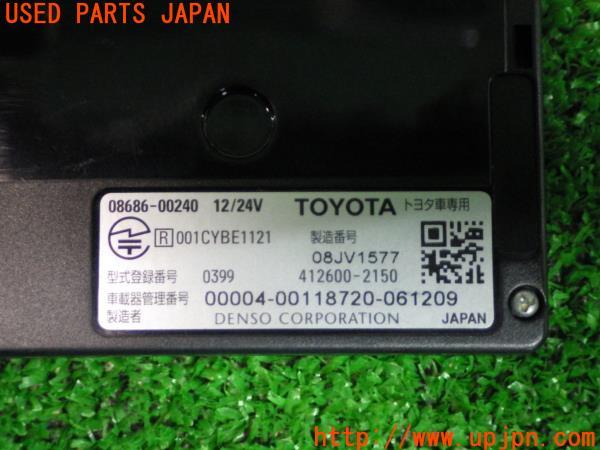 USED PARTS JAPAN
08686-00240 12/24V TOYOTA トヨタ車専用
R 001CYBE1121 製造番号
08JV1577
型式登録番号 0399 412600-2150
車載器管理番号 00004-00118720-061209
製造者 DENSO CORPORATION JAPAN
http://www.upjpn.com